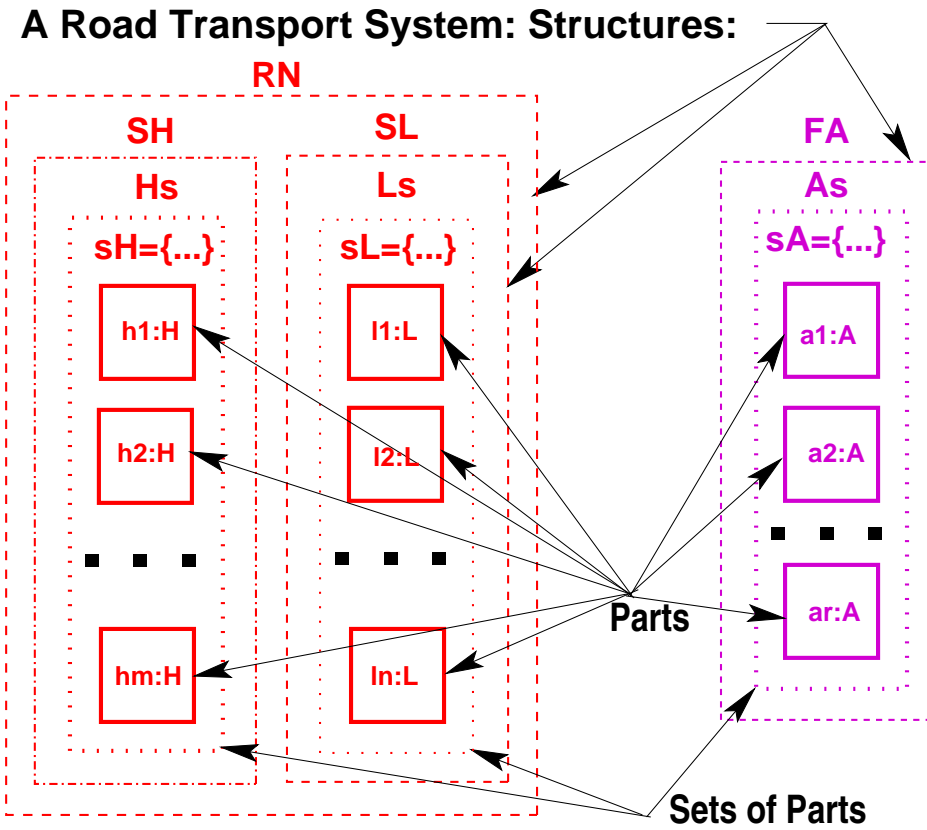 A Road Transport System: Structures:
RN
SH SL FA
Hs Ls As
sH={...} sL={...} sA={...}
h1:H l1:L a1:A
h2:H l2:L a2:A
. . . . . . . . .
hm:H ln:L ar:A
Parts
Sets of Parts